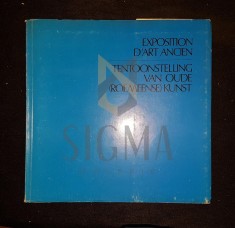 EXPOSITION
D'ART ANCIEN
TENTOONSTELLING
VAN OUDE
KUNST
SIGMA